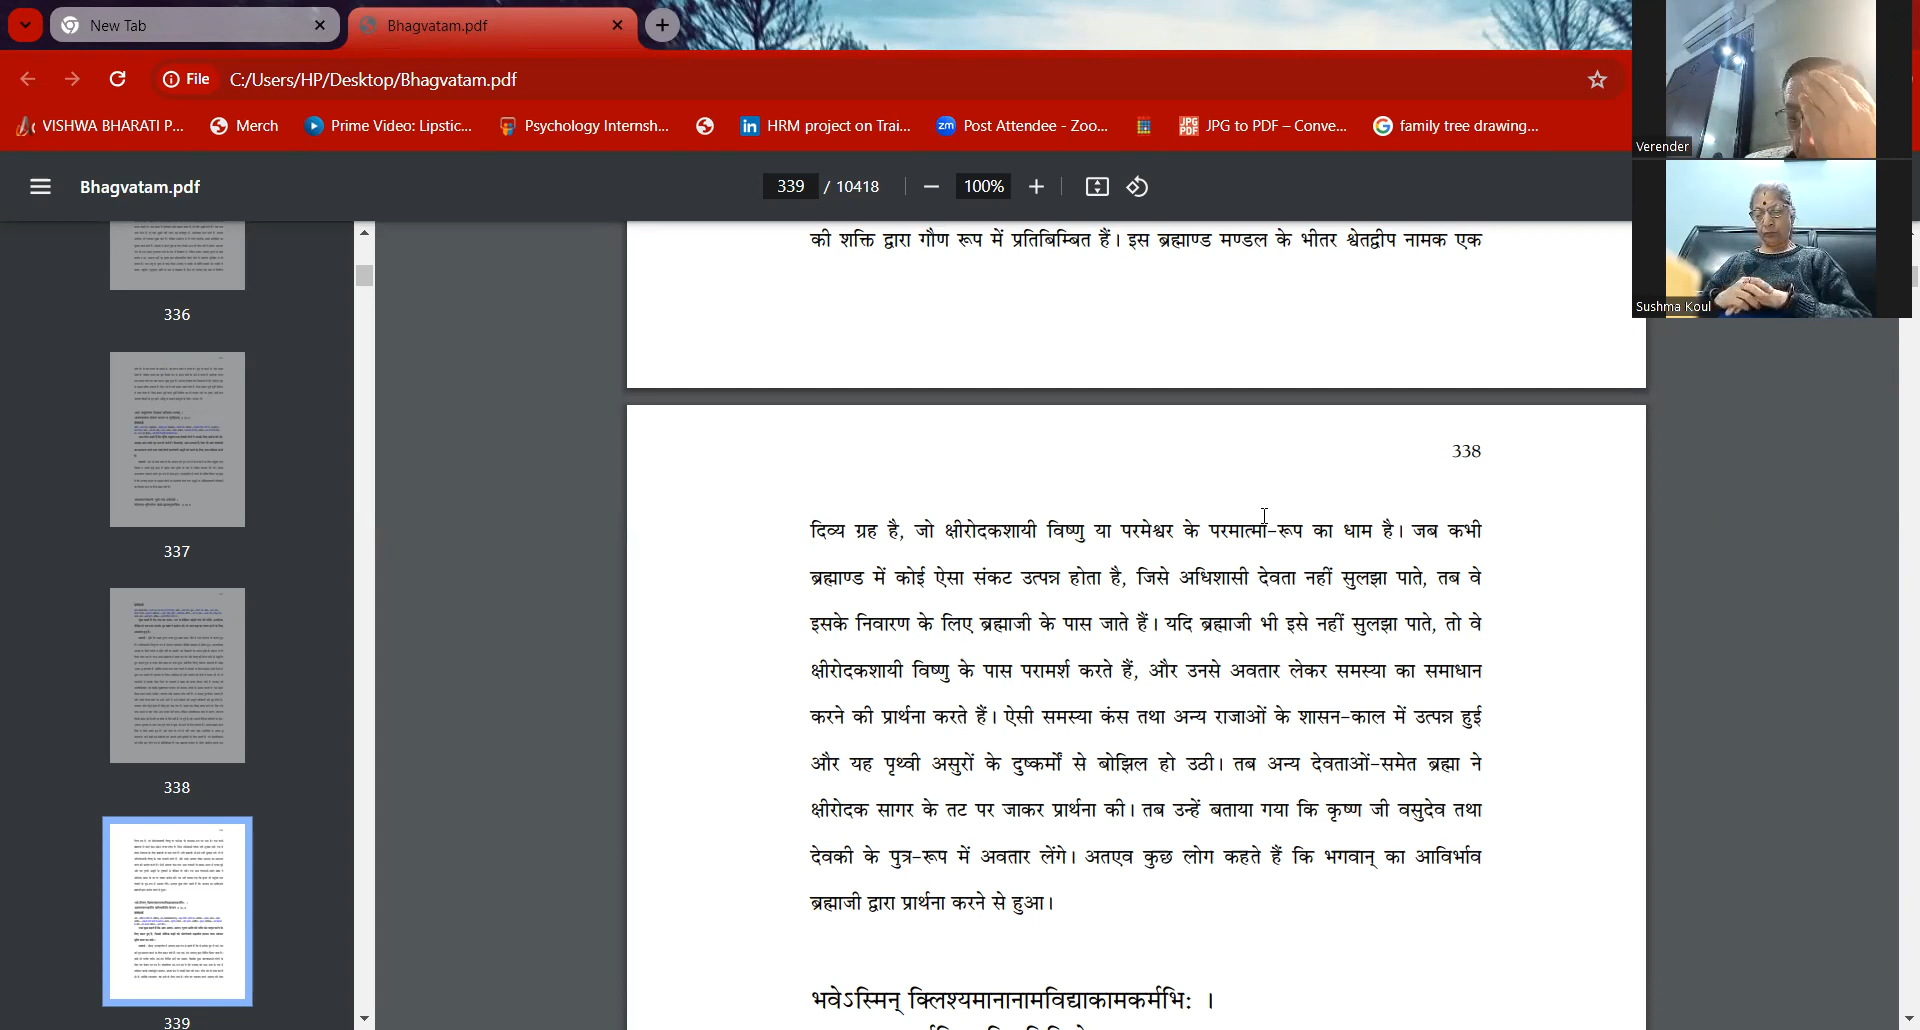 New Tab
Bhagvatam.pdf
File C:/Users/HP/Desktop/Bhagvatam.pdf
VISHWA BHARATI P... Merch Prime Video: Lipstic... Psychology Internsh... HRM project on Trai... Post Attendee - Zoo... JPG to PDF – Conve... family tree drawing...
Verender
Bhagvatam.pdf 339 / 10418 100%
की शक्ति द्वारा गौण रूप में प्रतिबिम्बित हैं। इस ब्रह्माण्ड मण्डल के भीतर श्वेतद्वीप नामक एक
Sushma Koul
336
337
338
339
338
दिव्य ग्रह है, जो क्षीरोदकशायी विष्णु या परमेश्वर के परमात्मा-रूप का धाम है। जब कभी
ब्रह्माण्ड में कोई ऐसा संकट उत्पन्न होता है, जिसे अधिशासी देवता नहीं सुलझा पाते, तब वे
इसके निवारण के लिए ब्रह्माजी के पास जाते हैं। यदि ब्रह्माजी भी इसे नहीं सुलझा पाते, तो वे
क्षीरोदकशायी विष्णु के पास परामर्श करते हैं, और उनसे अवतार लेकर समस्या का समाधान
करने की प्रार्थना करते हैं। ऐसी समस्या कंस तथा अन्य राजाओं के शासन-काल में उत्पन्न हुई
और यह पृथ्वी असुरों के दुष्कर्मों से बोझिल हो उठी। तब अन्य देवताओं-समेत ब्रह्मा ने
क्षीरोदक सागर के तट पर जाकर प्रार्थना की। तब उन्हें बताया गया कि कृष्ण जी वसुदेव तथा
देवकी के पुत्र-रूप में अवतार लेंगे। अतएव कुछ लोग कहते हैं कि भगवान् का आविर्भाव
ब्रह्माजी द्वारा प्रार्थना करने से हुआ।
भवेऽस्मिन् क्लिश्यमानानामविद्याकामकर्मभिः ।